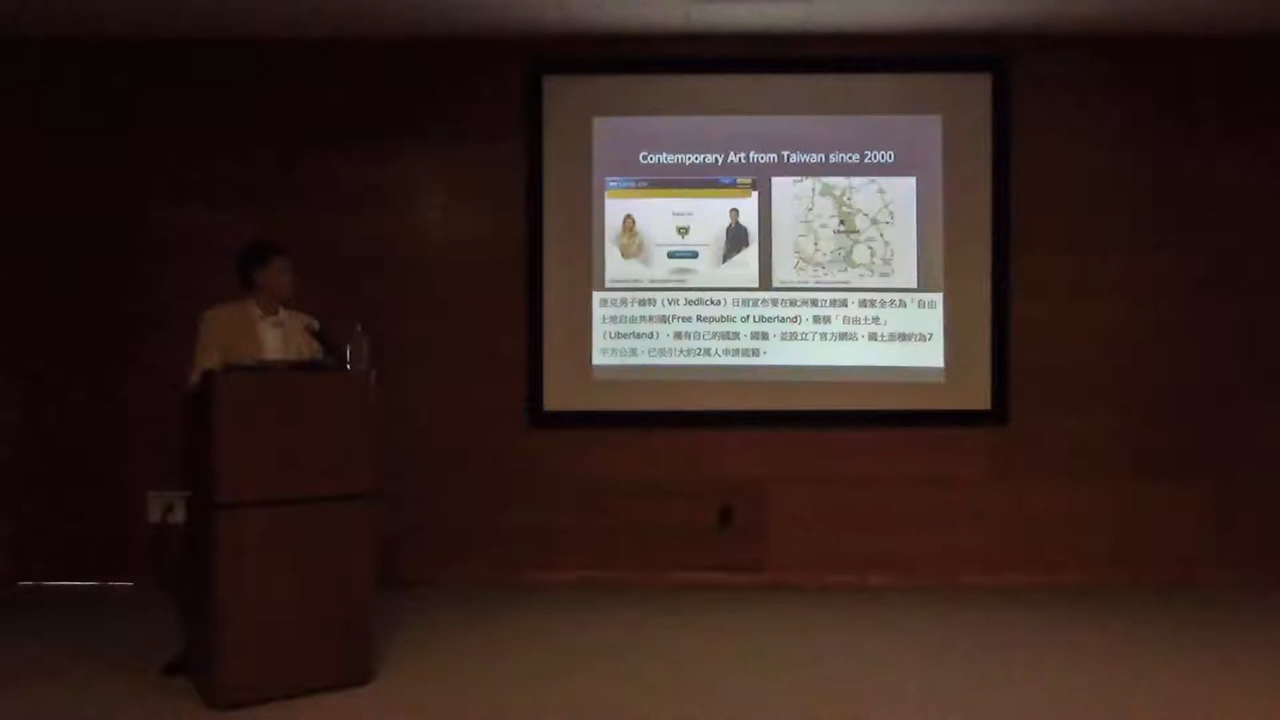 Contemporary Art from Taiwan since 2000
Liberland
捷克男子維特（Vit Jedlicka）日前宣布要在歐洲獨立建國，國家全名為「自由
土地自由共和國(Free Republic of Liberland)，簡稱「自由土地」
（Liberland），擁有自己的國旗、國徽，並設立了官方網站，國土面積約為7
平方公里，已吸引大約2萬人申請國籍。